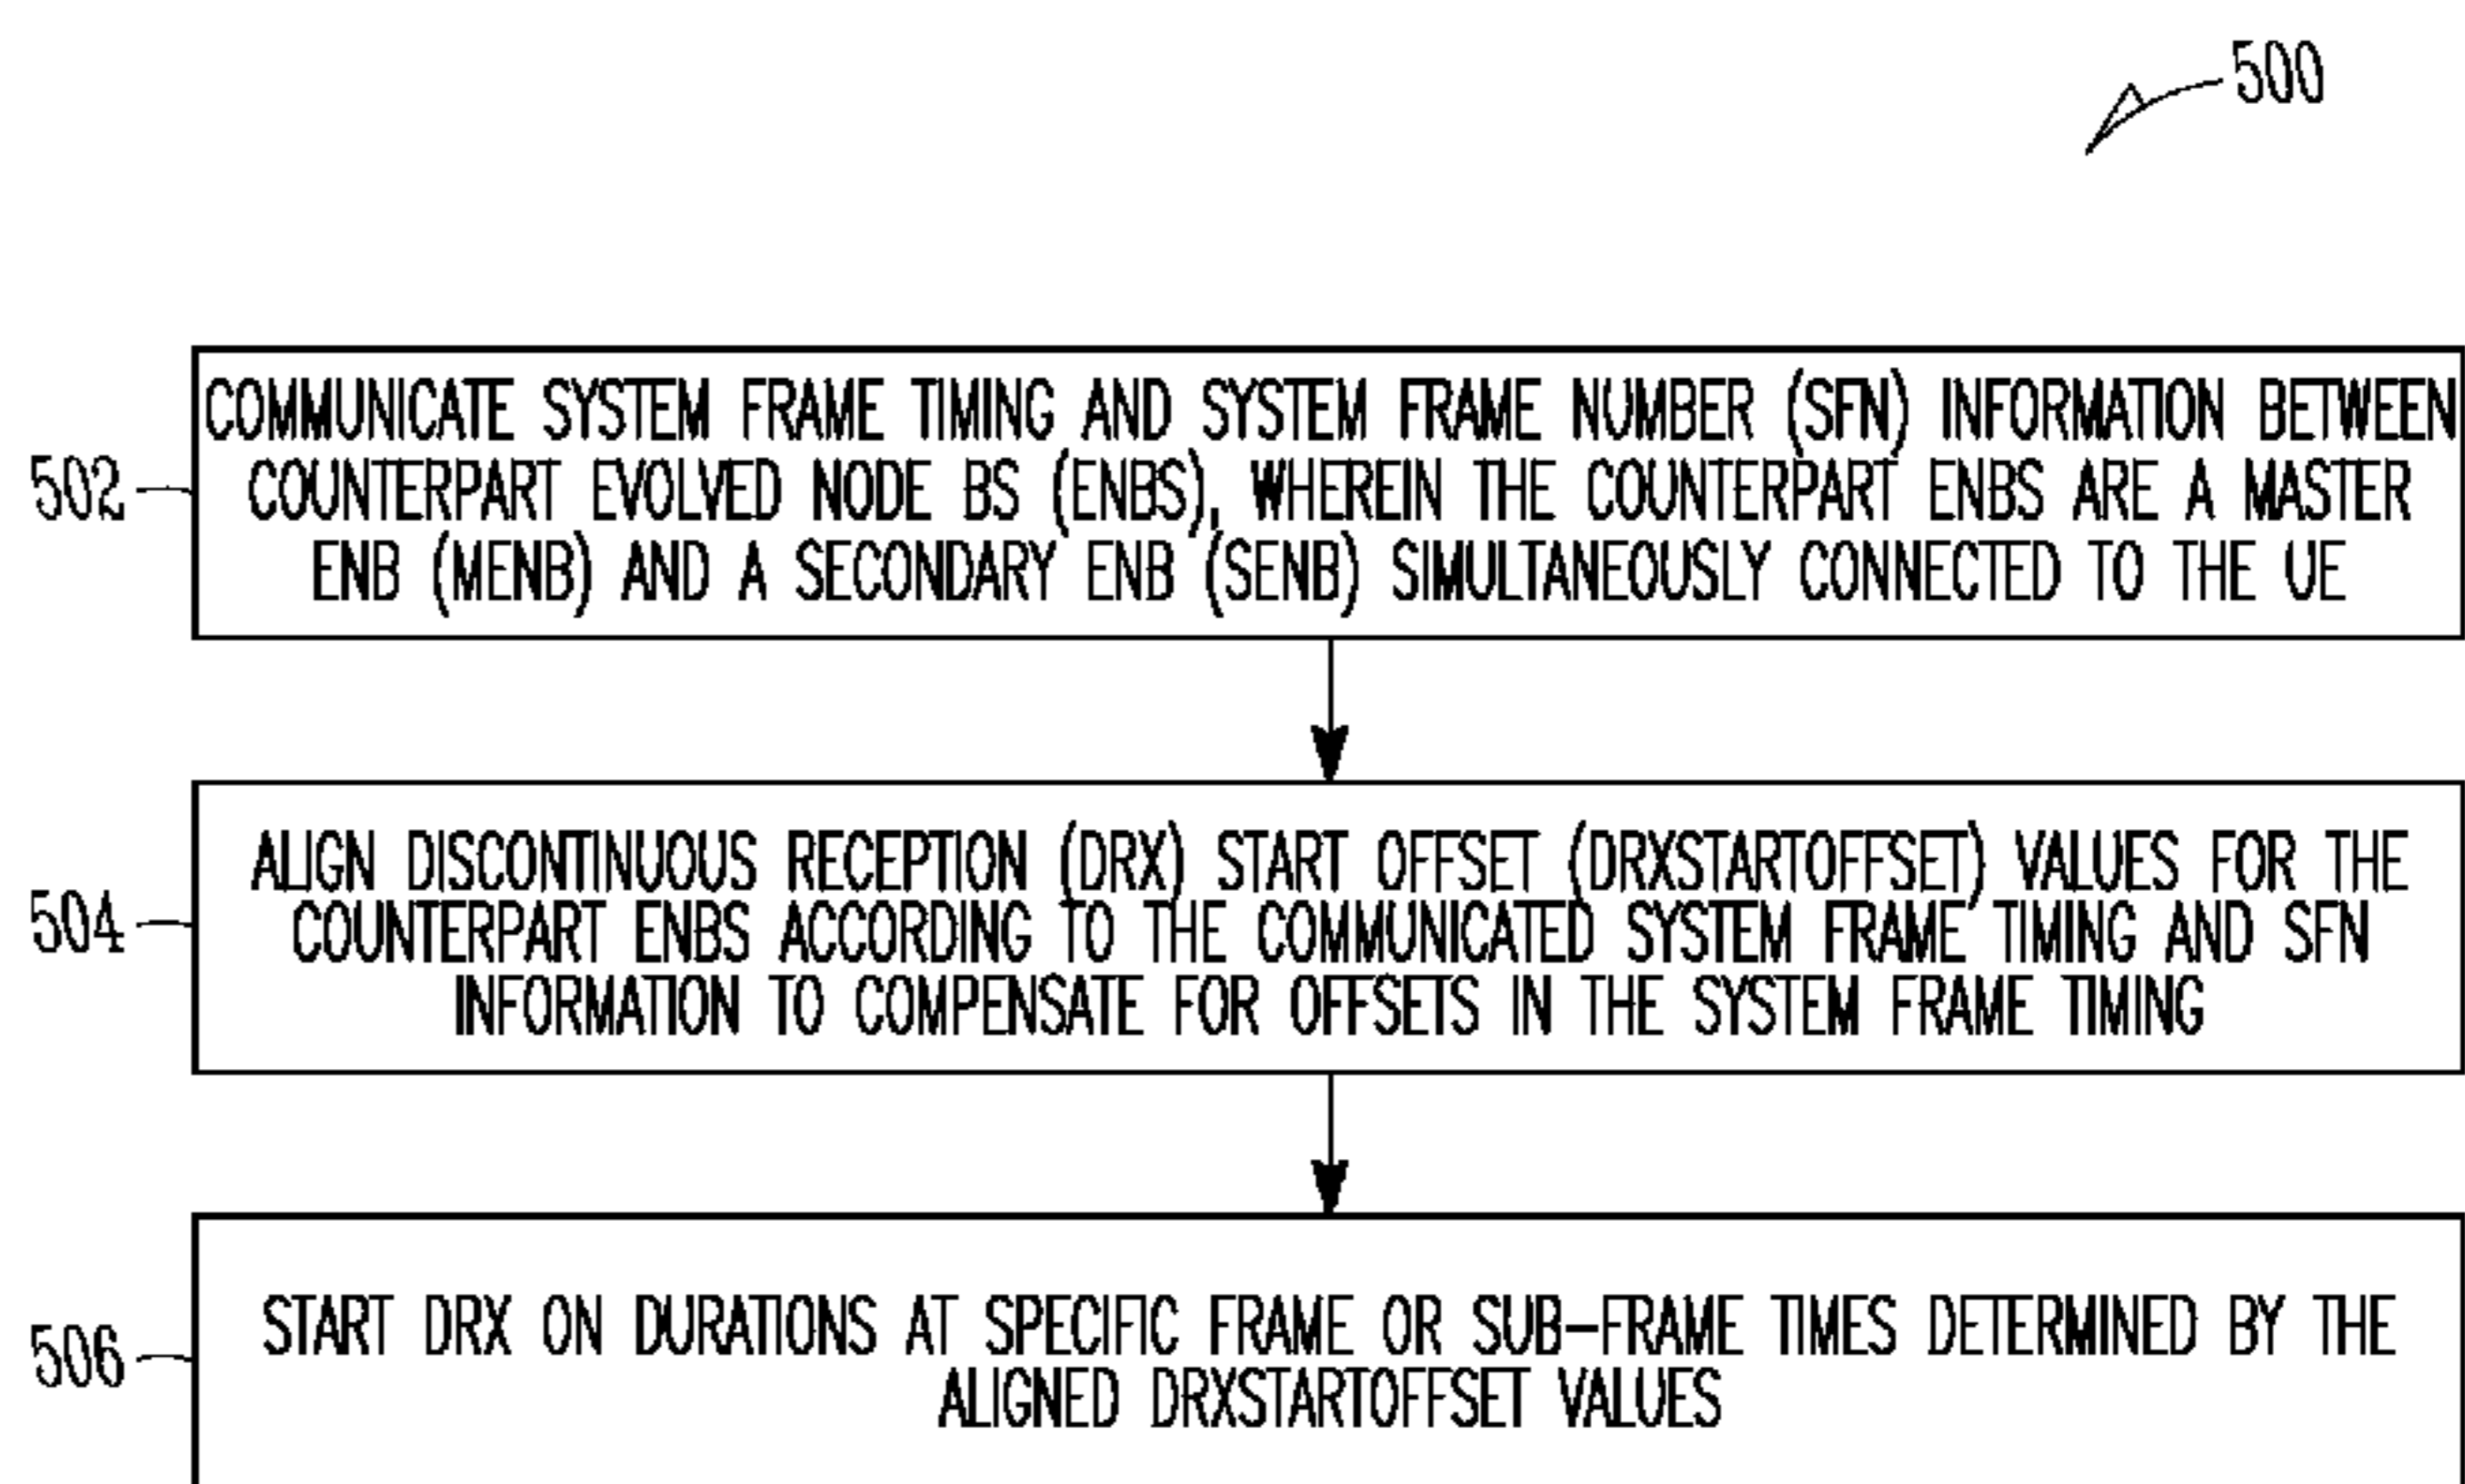 500
COMMUNICATE SYSTEM FRAME TIMING AND SYSTEM FRAME NUMBER (SFN) INFORMATION BETWEEN
COUNTERPART EVOLVED NODE BS (ENBS), WHEREIN THE COUNTERPART ENBS ARE A MASTER
ENB (MENB) AND A SECONDARY ENB (SENB) SIMULTANEOUSLY CONNECTED TO THE UE
502
ALIGN DISCONTINUOUS RECEPTION (DRX) START OFFSET (DRXSTARTOFFSET) VALUES FOR THE
COUNTERPART ENBS ACCORDING TO THE COMMUNICATED SYSTEM FRAME TIMING AND SFN
INFORMATION TO COMPENSATE FOR OFFSETS IN THE SYSTEM FRAME TIMING
504
START DRX ON DURATIONS AT SPECIFIC FRAME OR SUB-FRAME TIMES DETERMINED BY THE
ALIGNED DRXSTARTOFFSET VALUES
506